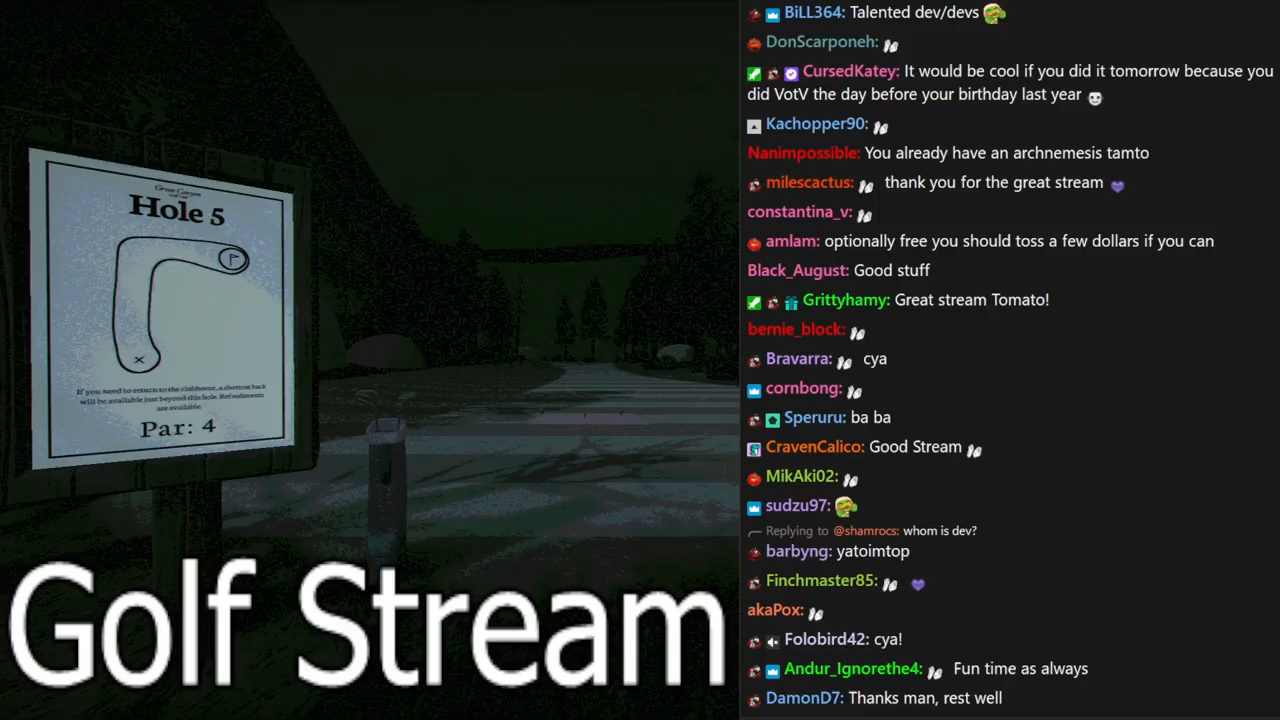 Green Canyon
Hole 5
If you need to return to the clubhouse, a shortcut back
will be available just beyond this hole. Refreshments
are available.
Par: 4
Golf Stream
BiLL364: Talented dev/devs
DonScarponeh:
CursedKatey: It would be cool if you did it tomorrow because you
did VotV the day before your birthday last year
Kachopper90:
Nanimpossible: You already have an archnemesis tamto
milescactus: thank you for the great stream
constantina_v:
amlam: optionally free you should toss a few dollars if you can
Black_August: Good stuff
Grittyhamy: Great stream Tomato!
bernie_block:
Bravarra: cya
cornbong:
Speruru: ba ba
CravenCalico: Good Stream
MikAki02:
sudzu97:
Replying to @shamrocs: whom is dev?
barbyng: yatoimtop
Finchmaster85:
akaPox:
Folobird42: cya!
Andur_Ignorethe4: Fun time as always
DamonD7: Thanks man, rest well